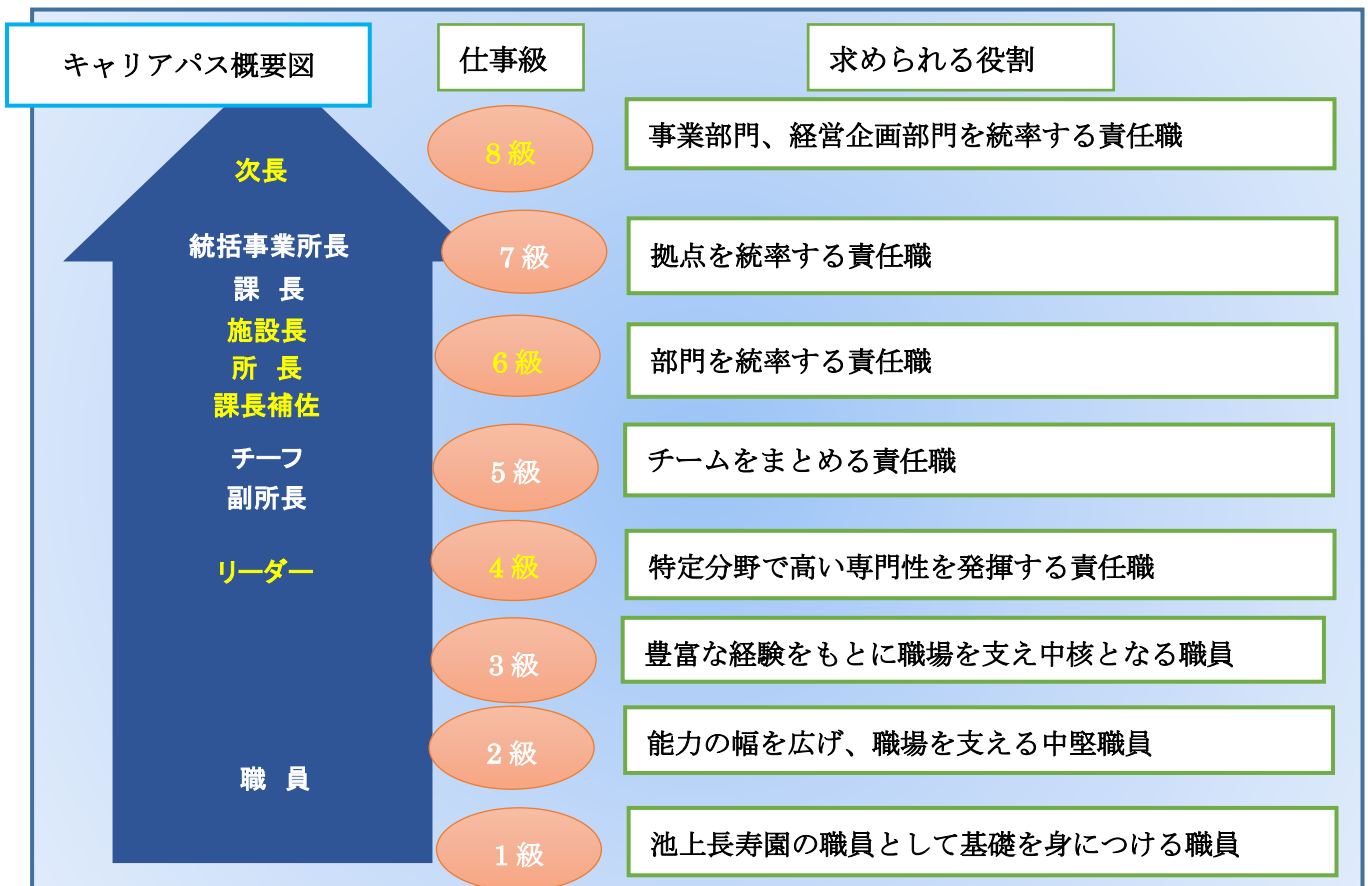 キャリアパス概要図
仕事級
求められる役割
次長
8級
事業部門、経営企画部門を統率する責任職
統括事業所長
課 長
7級
拠点を統率する責任職
施設長
所 長
課長補佐
6級
部門を統率する責任職
チーフ
副所長
5級
チームをまとめる責任職
リーダー
4級
特定分野で高い専門性を発揮する責任職
3級
豊富な経験をもとに職場を支え中核となる職員
職 員
2級
能力の幅を広げ、職場を支える中堅職員
1級
池上長寿園の職員として基礎を身につける職員